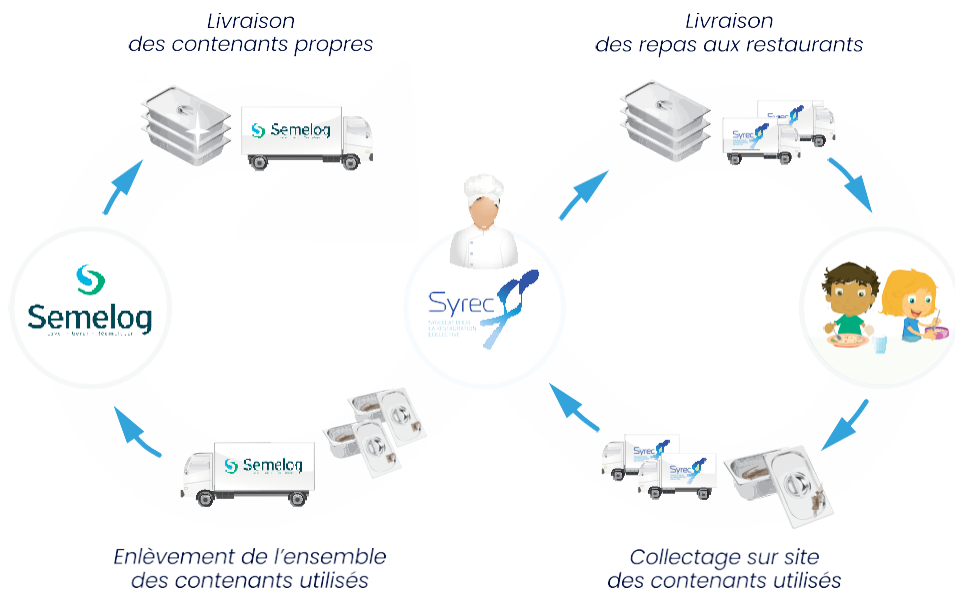 Livraison
des contenants propres
Livraison
des repas aux restaurants
Semelog
Syrec
Syrec
Semelog
Syrec
Semelog
Syrec
Syrec
Enlèvement de l'ensemble
des contenants utilisés
Collectage sur site
des contenants utilisés